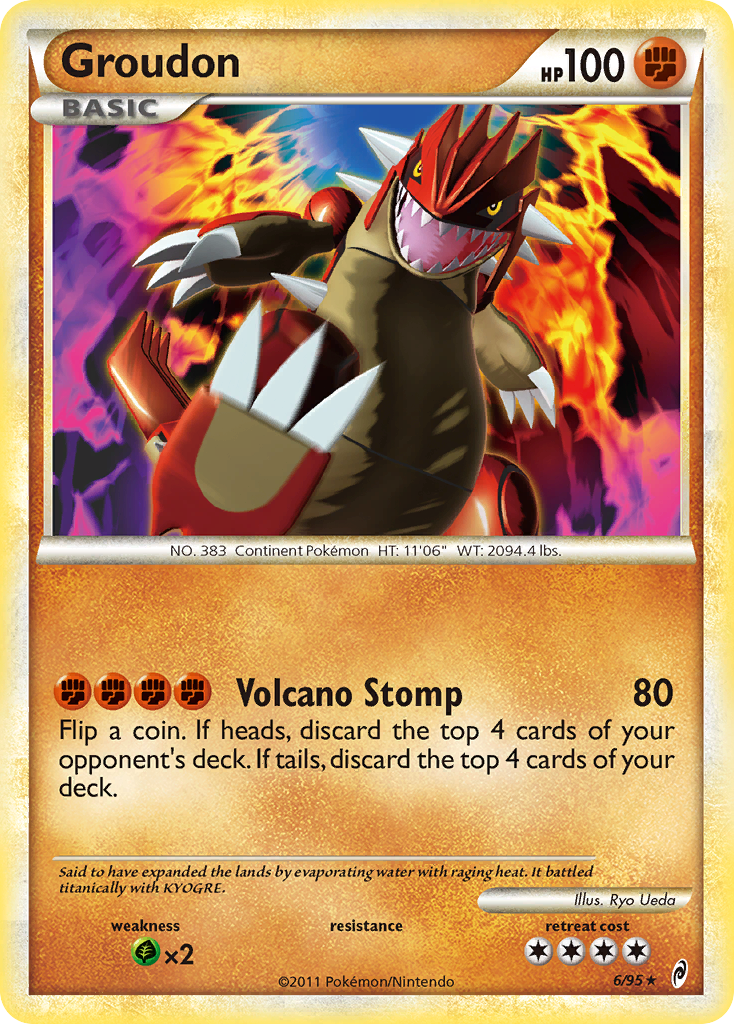 Groudon
HP100
BASIC
NO. 383 Continent Pokémon HT: 11'06" WT: 2094.4 lbs.
Volcano Stomp 80
Flip a coin. If heads, discard the top 4 cards of your
opponent's deck. If tails, discard the top 4 cards of your
deck.
Said to have expanded the lands by evaporating water with raging heat. It battled
titanically with KYOGRE.
Illus. Ryo Ueda
weakness resistance retreat cost
×2
6/95★
©2011 Pokémon/Nintendo